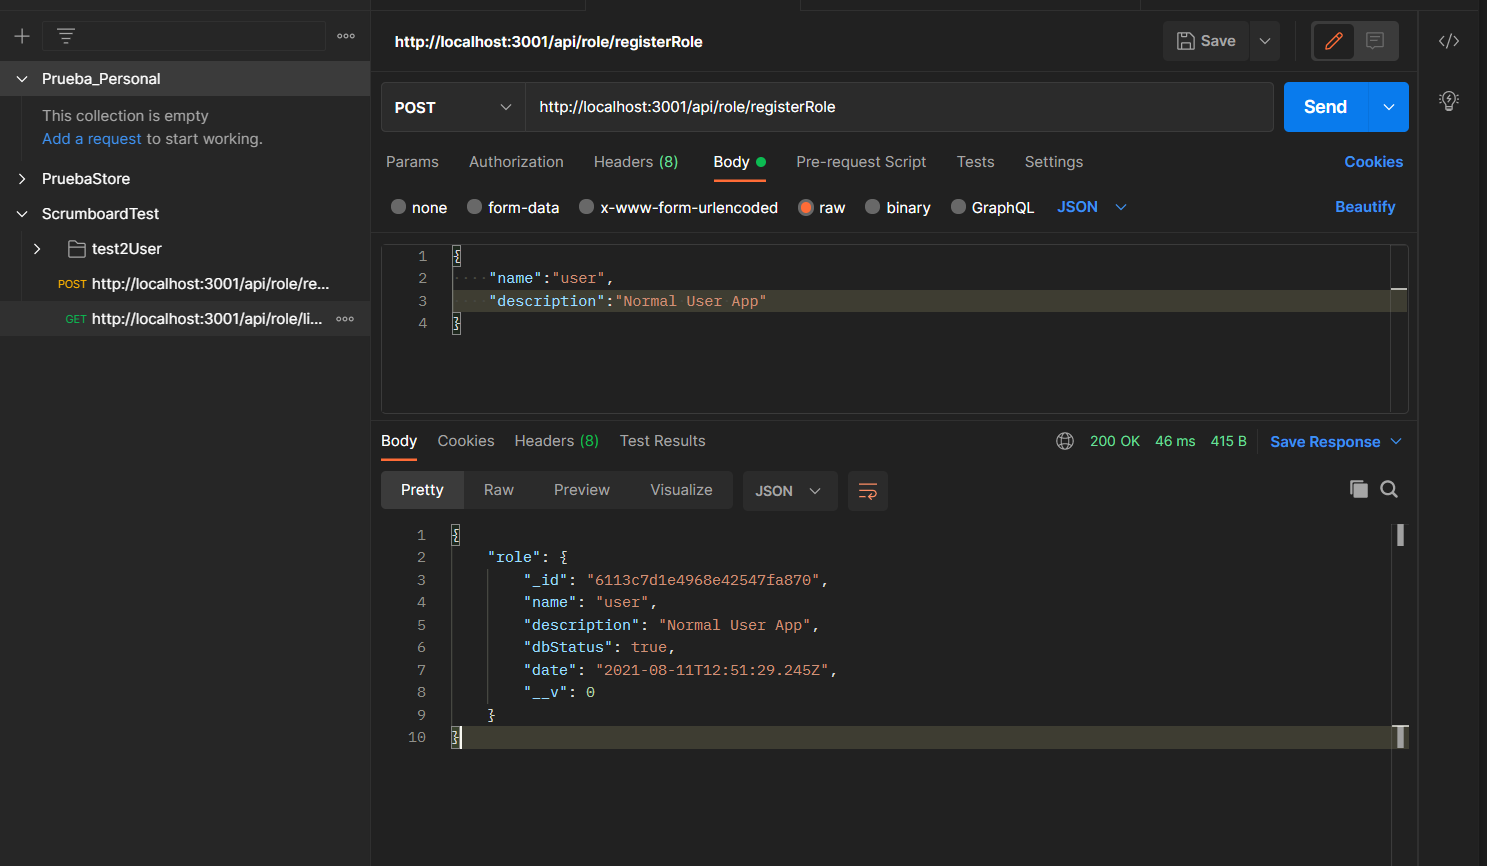 Prueba_Personal
This collection is empty
Add a request to start working.
PruebaStore
ScrumboardTest
test2User
POST http://localhost:3001/api/role/re...
GET http://localhost:3001/api/role/li...
http://localhost:3001/api/role/registerRole
Save
POST http://localhost:3001/api/role/registerRole Send
Params Authorization Headers (8) Body Pre-request Script Tests Settings Cookies
none form-data x-www-form-urlencoded raw binary GraphQL JSON Beautify
1 {
2 "name":"user",
3 "description":"Normal User App"
4 }
Body Cookies Headers (8) Test Results 200 OK 46 ms 415 B Save Response
Pretty Raw Preview Visualize JSON
1 {
2 "role": {
3 "_id": "6113c7d1e4968e42547fa870",
4 "name": "user",
5 "description": "Normal User App",
6 "dbStatus": true,
7 "date": "2021-08-11T12:51:29.245Z",
8 "__v": 0
9 }
10 }